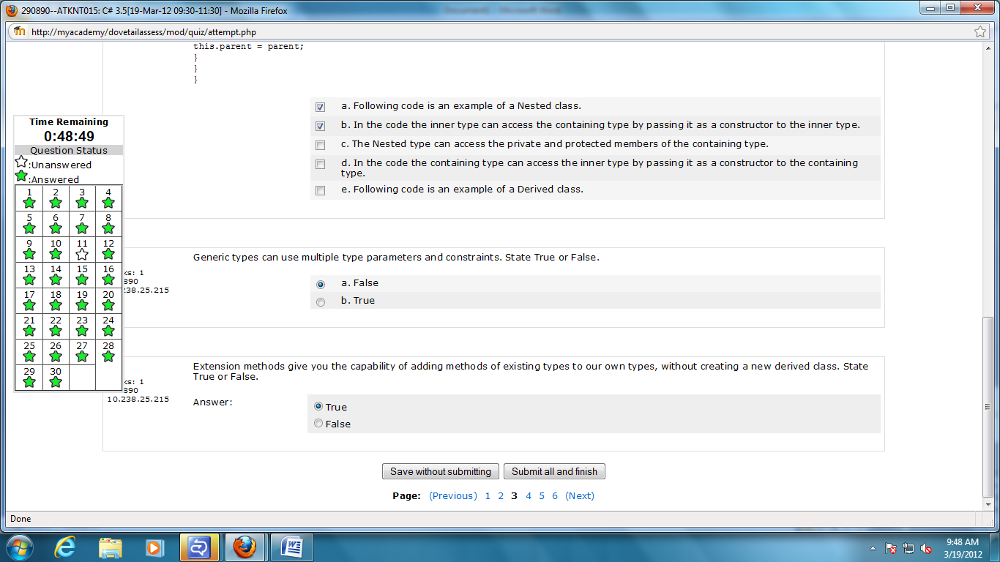 290890--ATKNT015: C# 3.5[19-Mar-12 09:30-11:30] - Mozilla Firefox
http://myacademy/dovetailassess/mod/quiz/attempt.php
this.parent = parent;
}
}
}
a. Following code is an example of a Nested class.
b. In the code the inner type can access the containing type by passing it as a constructor to the inner type.
c. The Nested type can access the private and protected members of the containing type.
d. In the code the containing type can access the inner type by passing it as a constructor to the containing
type.
e. Following code is an example of a Derived class.
Time Remaining
0:48:49
Question Status
:Unanswered
:Answered
1 2 3 4
5 6 7 8
9 10 11 12
13 14 15 16
17 18 19 20
21 22 23 24
25 26 27 28
29 30
ks: 1
890
238.25.215
Generic types can use multiple type parameters and constraints. State True or False.
a. False
b. True
ks: 1
890
10.238.25.215
Extension methods give you the capability of adding methods of existing types to our own types, without creating a new derived class. State
True or False.
Answer:
True
False
Save without submitting Submit all and finish
Page: (Previous) 1 2 3 4 5 6 (Next)
Done
9:48 AM
3/19/2012